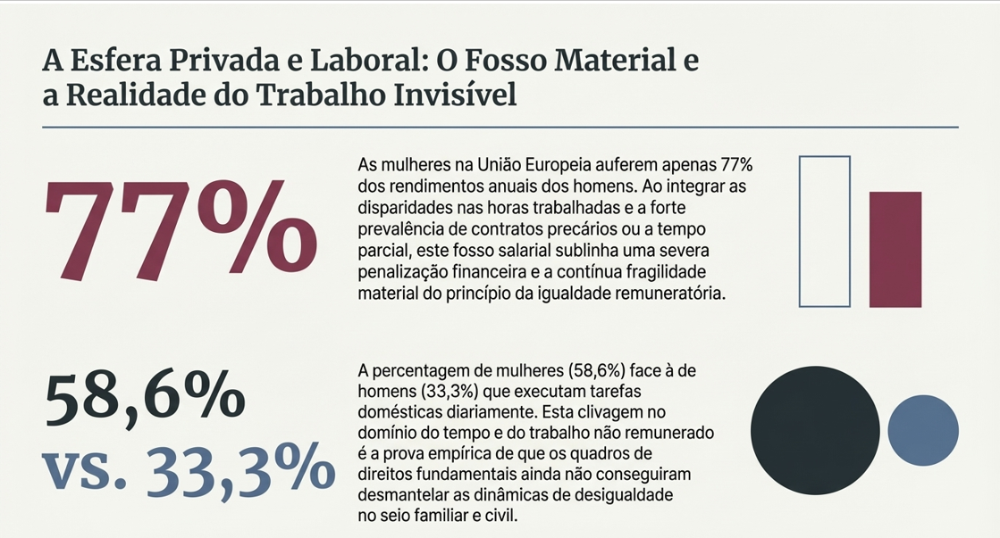 A Esfera Privada e Laboral: O Fosso Material e
a Realidade do Trabalho Invisível
77%
As mulheres na União Europeia auferem apenas 77%
dos rendimentos anuais dos homens. Ao integrar as
disparidades nas horas trabalhadas e a forte
prevalência de contratos precários ou a tempo
parcial, este fosso salarial sublinha uma severa
penalização financeira e a contínua fragilidade
material do princípio da igualdade remuneratória.
58,6%
vs. 33,3%
A percentagem de mulheres (58,6%) face à de
homens (33,3%) que executam tarefas
domésticas diariamente. Esta clivagem no
domínio do tempo e do trabalho não remunerado
é a prova empírica de que os quadros de
direitos fundamentais ainda não conseguiram
desmantelar as dinâmicas de desigualdade
no seio familiar e civil.